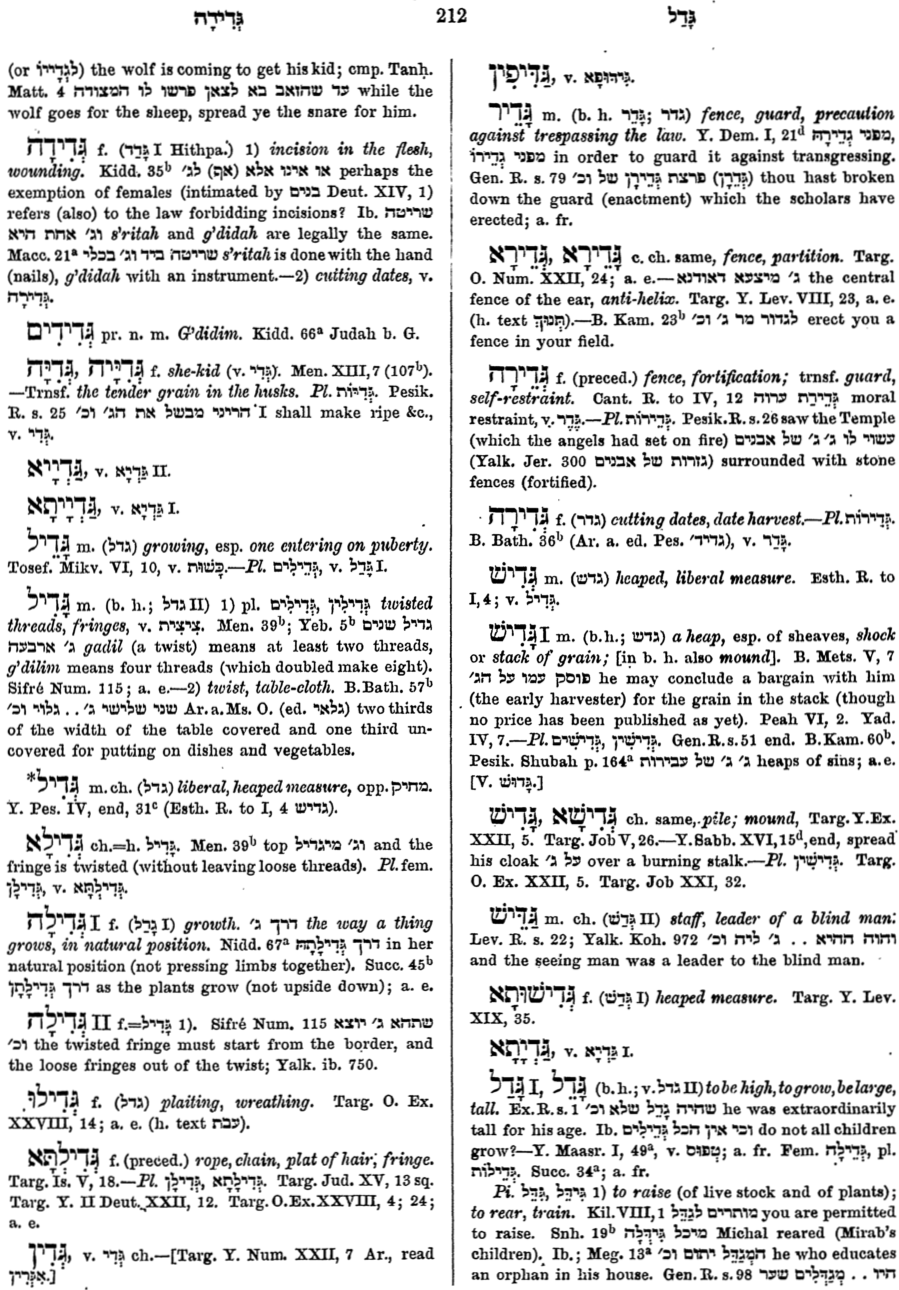 גְּדִידָה 212 גָּדַל
(or לִגְדָיְיוֹ) the wolf is coming to get his kid; cmp. Tanḥ.
Matt. 4 עד שהזאב בא לצאן פרשו לו המצודה while the
wolf goes for the sheep, spread ye the snare for him.
גְּדִידָה f. (גָּדַד I Hithpa.) 1) incision in the flesh,
wounding. Kidd. 35ᵇ או אינו אלא (אף) לג׳ perhaps the
exemption of females (intimated by בנים Deut. XIV, 1)
refers (also) to the law forbidding incisions? Ib. שריטה
וג׳ אחת היא s'ritah and g'didah are legally the same.
Macc. 21ᵃ שריטה ביד וג׳ בכלי s'ritah is done with the hand
(nails), g'didah with an instrument.—2) cutting dates, v.
גְּדִירָה.
גְּדִידִים pr. n. m. G'didim. Kidd. 66ᵃ Judah b. G.
גְּדִיָּה, גְּדִיָּיה f. she-kid (v. גְּדִי). Men. XIII, 7 (107ᵇ).
—Trnsf. the tender grain in the husks. Pl. גְּדִיּוֹת. Pesik.
R. s. 25 הריני מבשל את הג׳ וכ׳ I shall make ripe &c.,
v. גְּדִי.
גַּדְיָיא, v. גַּדְיָא II.
גַּדְיָיתָא, v. גַּדְיָא I.
גָּדֵיל m. (גדל) growing, esp. one entering on puberty.
Tosef. Mikv. VI, 10, v. כָּשׁוּת.—Pl. גְּדֵילִים, v. גָּדַל I.
גָּדִיל m. (b. h.; גדל II) 1) pl. גְּדִילִים, גְּדִילִין twisted
threads, fringes, v. צִיצִית. Men. 39ᵇ; Yeb. 5ᵇ גדיל שנים
ג׳ ארבעה gadil (a twist) means at least two threads,
g'dilim means four threads (which doubled make eight).
Sifré Num. 115; a. e.—2) twist, table-cloth. B. Bath. 57ᵇ
שני שלישי ג׳ . . גלוי וכ׳ Ar. a. Ms. O. (ed. גלאי) two thirds
of the width of the table covered and one third un-
covered for putting on dishes and vegetables.
*גְּדִיל m. ch. (גדל) liberal, heaped measure, opp. מחיק.
Y. Pes. IV, end, 31ᶜ (Esth. R. to I, 4 גדיש).
גְּדִילָא ch.=h. גָּדִיל. Men. 39ᵇ top וג׳ מיגדיל and the
fringe is twisted (without leaving loose threads). Pl. fem.
גְּדִילָן, v. גְּדִילְתָּא.
גְּדִילָה I f. (גָּדַל I) growth. דרך ג׳ the way a thing
grows, in natural position. Nidd. 67ᵃ דרך גְּדִילָתָהּ in her
natural position (not pressing limbs together). Succ. 45ᵇ
דרך גְּדִילָתָן as the plants grow (not upside down); a. e.
גְּדִילָה II f.=גָּדִיל 1). Sifré Num. 115 שתהא ג׳ יוצא
וכ׳ the twisted fringe must start from the border, and
the loose fringes out of the twist; Yalk. ib. 750.
גְּדִילוּ f. (גדל) plaiting, wreathing. Targ. O. Ex.
XXVIII, 14; a. e. (h. text עבת).
גְּדִילְתָּא f. (preced.) rope, chain, plat of hair, fringe.
Targ. Is. V, 18.—Pl. גְּדִילָתָא, גְּדִילָן. Targ. Jud. XV, 13 sq.
Targ. Y. II Deut. XXII, 12. Targ. O. Ex. XXVIII, 4; 24;
a. e.
גְּדִין, v. גְּדִי ch.—[Targ. Y. Num. XXII, 7 Ar., read
אִגְּדִין.]
גַּדִּיפִין, v. גִּידּוּפָא.
גָּדֵיר m. (b. h. גָּדֵר; גדר) fence, guard, precaution
against trespassing the law. Y. Dem. I, 21ᵈ מפני גְדֵירָהּ,
מפני גְדֵירוֹ in order to guard it against transgressing.
Gen. R. s. 79 פרצת גְּדֵירָן (גְּדֵרָן) של וכ׳ thou hast broken
down the guard (enactment) which the scholars have
erected; a. fr.
גָּדֵירָא, גְּדֵירָא c. ch. same, fence, partition. Targ.
O. Num. XXII, 24; a. e.—ג׳ מיצעא דאודנא the central
fence of the ear, anti-helix. Targ. Y. Lev. VIII, 23, a. e.
(h. text תְּנוּךְ).—B. Kam. 23ᵇ לגדור מר ג׳ וכ׳ erect you a
fence in your field.
גְּדֵירָה f. (preced.) fence, fortification; trnsf. guard,
self-restraint. Cant. R. to IV, 12 גְּדֵירַת ערוה moral
restraint, v. גֶּדֶר.—Pl. גְּדֵירוֹת. Pesik. R. s. 26 saw the Temple
(which the angels had set on fire) עשוי לו ג׳ ג׳ של אבנים
(Yalk. Jer. 300 גזרות של אבנים) surrounded with stone
fences (fortified).
גְּדִירָה f. (גדר) cutting dates, date harvest.—Pl. גְּדִירוֹת.
B. Bath. 36ᵇ (Ar. a. ed. Pes. גדיד׳), v. גָּדַר.
גָּדִישׁ m. (גדש) heaped, liberal measure. Esth. R. to
I, 4; v. גְּדִיל.
גָּדִישׁ I m. (b. h.; גדש) a heap, esp. of sheaves, shock
or stack of grain; [in b. h. also mound]. B. Mets. V, 7
פוסק עמו על הג׳ he may conclude a bargain with him
(the early harvester) for the grain in the stack (though
no price has been published as yet). Peah VI, 2. Yad.
IV, 7.—Pl. גְּדִישִׁין, גְּדִישִׁים. Gen. R. s. 51 end. B. Kam. 60ᵇ.
Pesik. Shubah p. 164ᵃ ג׳ ג׳ של עבירות heaps of sins; a. e.
[V. גָּדוּשׁ.]
גָּדִישׁ, גְּדִישָׁא ch. same, pile; mound, Targ. Y. Ex.
XXII, 5. Targ. Job V, 26.—Y. Sabb. XVI, 15ᵈ, end, spread
his cloak על ג׳ over a burning stalk.—Pl. גְּדִישִׁין. Targ.
O. Ex. XXII, 5. Targ. Job XXI, 32.
גַּדִּישׁ m. ch. (גְּדַשׁ II) staff, leader of a blind man.
Lev. R. s. 22; Yalk. Koh. 972 והוה ההיא . . ג׳ ליה וכ׳
and the seeing man was a leader to the blind man.
גְּדִישׁוּתָא f. (גְּדַשׁ I) heaped measure. Targ. Y. Lev.
XIX, 35.
גַּדְיָתָא, v. גַּדְיָא I.
גָּדַל I, גָּדֵל (b. h.; v. גדל II) to be high, to grow, be large,
tall. Ex. R. s. 1 שהיה גָּדֵל שלא וכ׳ he was extraordinarily
tall for his age. Ib. וכי אין הכל גְּדֵילִים do not all children
grow?—Y. Maasr. I, 49ᵃ, v. טָפוּס; a. fr. Fem. גְּדֵילָה, pl.
גְּדֵילוֹת. Succ. 34ᵃ; a. fr.
Pi. גִּדֵּל, גִּידֵּל 1) to raise (of live stock and of plants);
to rear, train. Kil. VIII, 1 מותרים לגַדֵּל you are permitted
to raise. Snh. 19ᵇ מיכל גִּידְּלָה Michal reared (Mirab's
children). Ib.; Meg. 13ᵃ המְגַדֵּל יתום וכ׳ he who educates
an orphan in his house. Gen. R. s. 98 היו . . מְגַדְּלִים שער